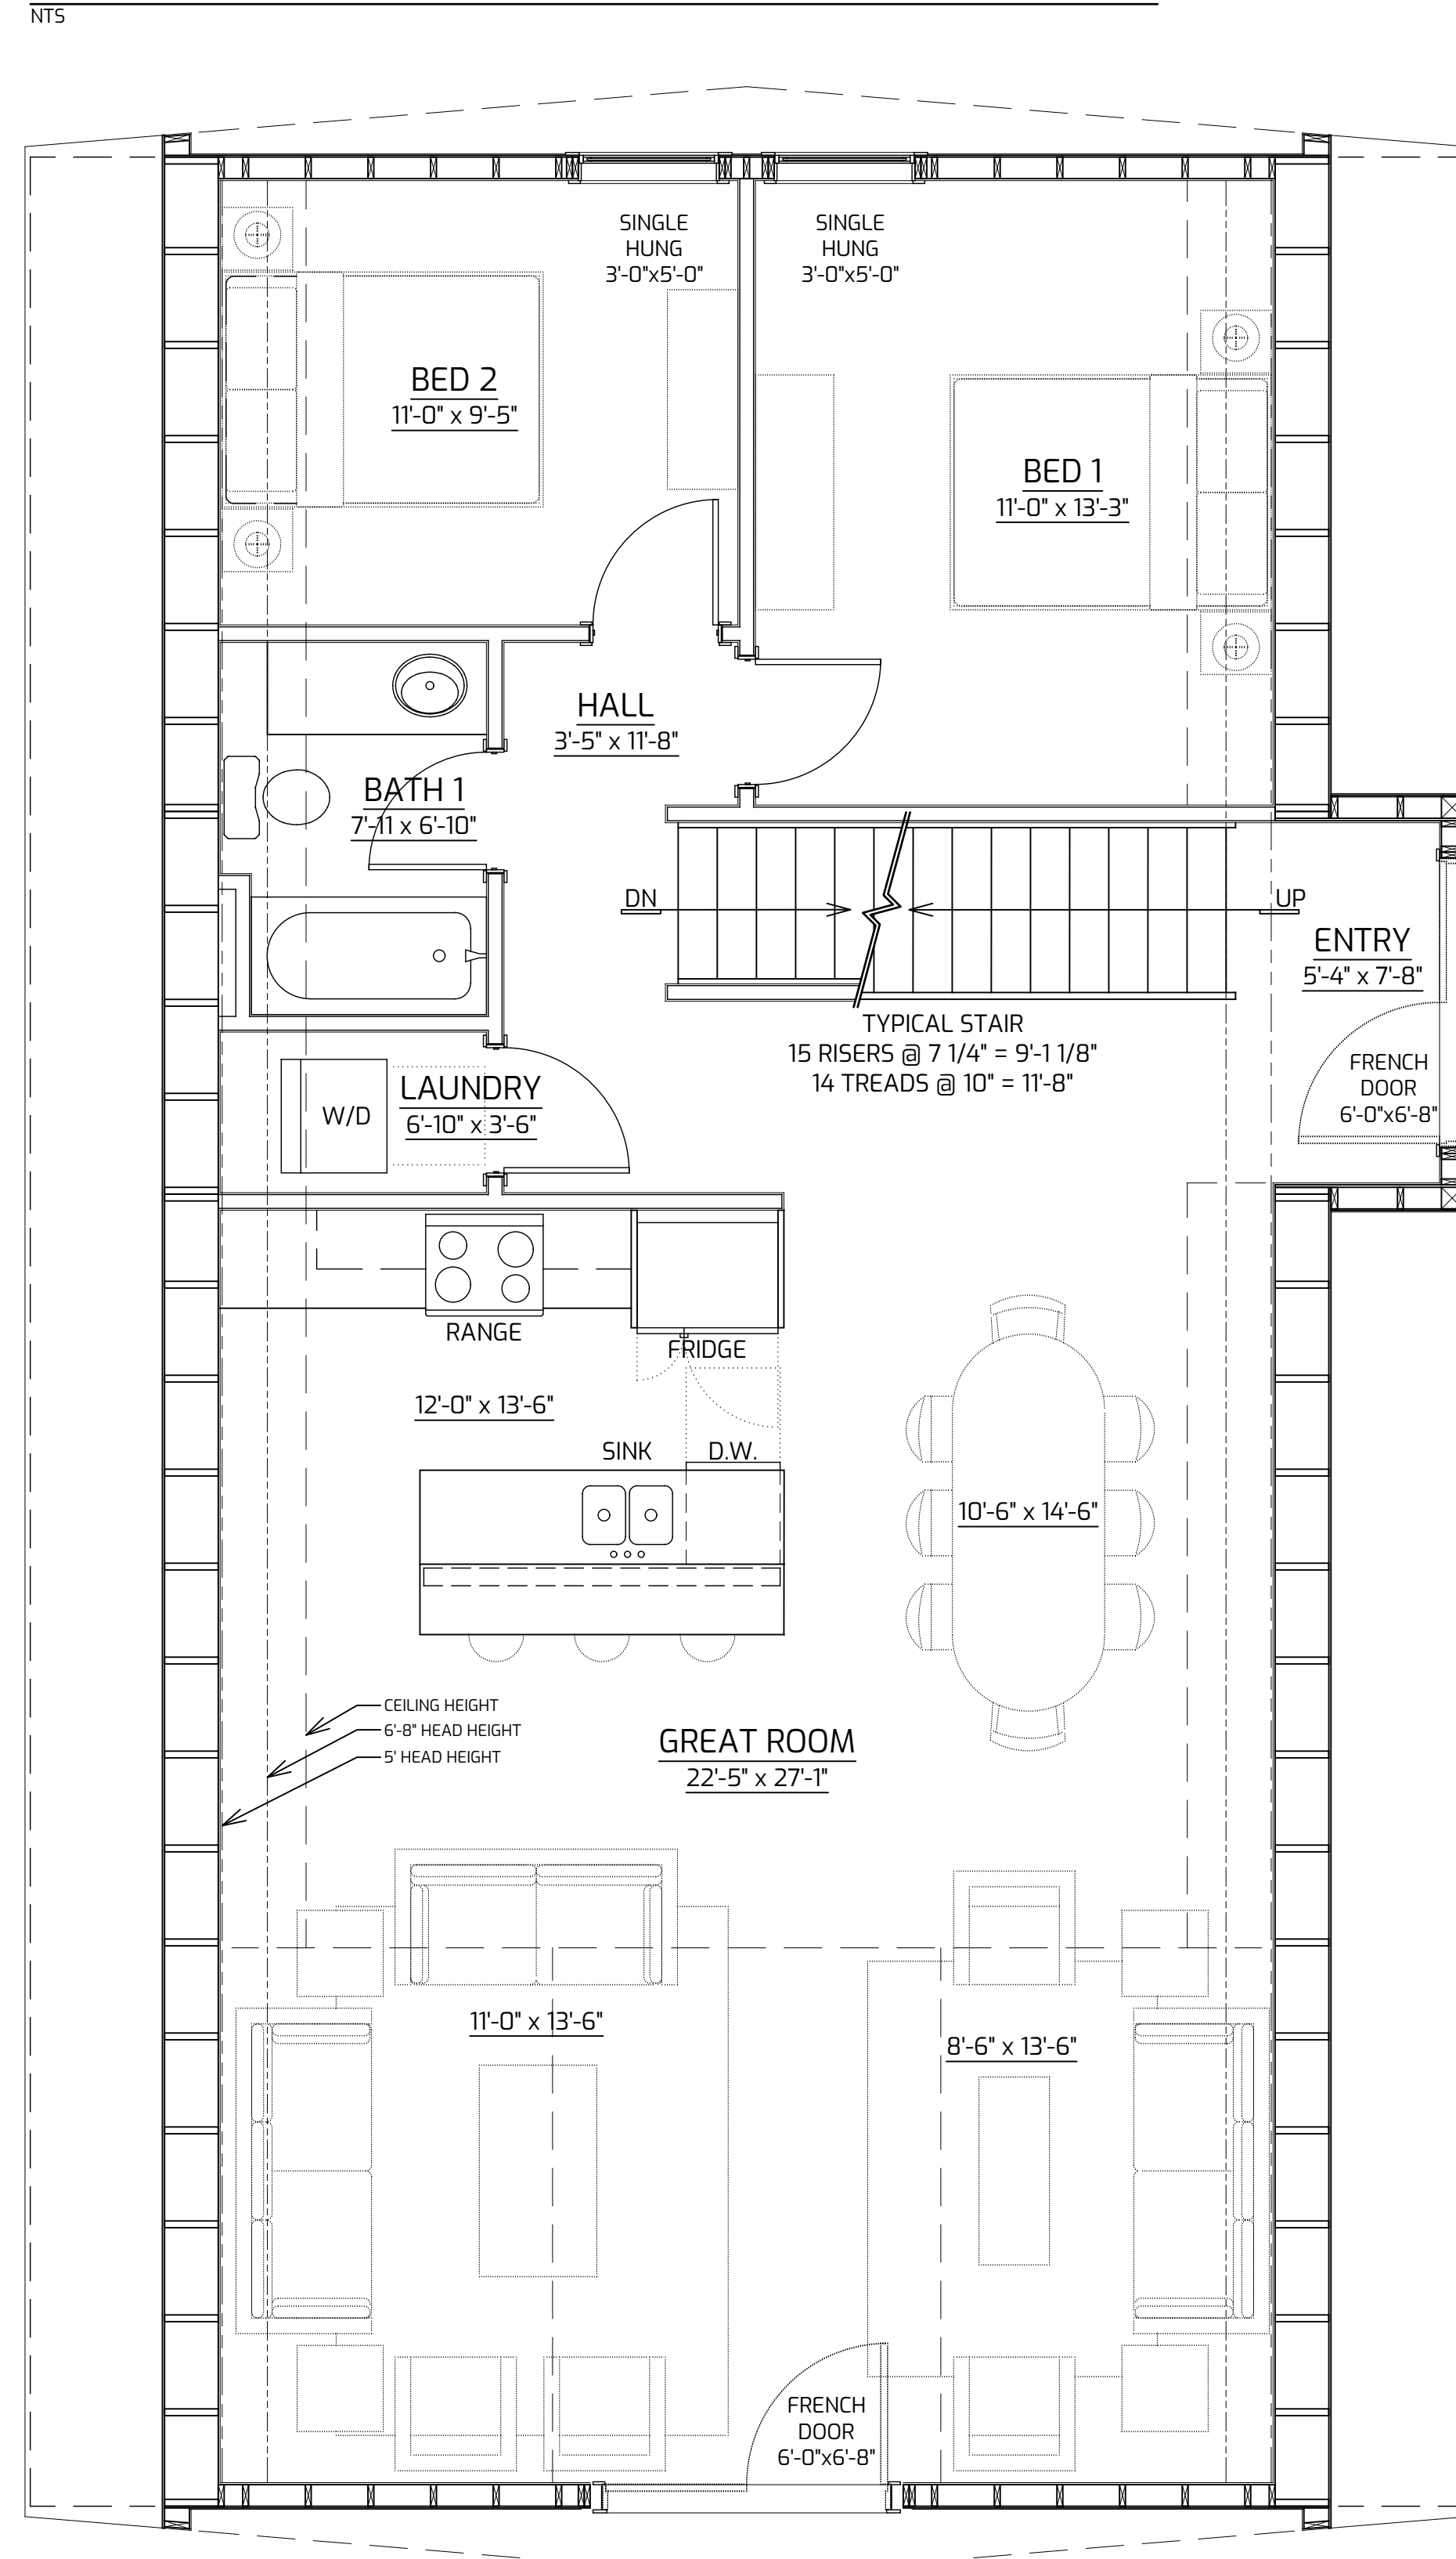 NTS
SINGLE
HUNG
3'-0"x5'-0"
SINGLE
HUNG
3'-0"x5'-0"
BED 2
11'-0" x 9'-5"
BED 1
11'-0" x 13'-3"
HALL
3'-5" x 11'-8"
BATH 1
7'-11 x 6'-10"
DN
UP
ENTRY
5'-4" x 7'-8"
TYPICAL STAIR
15 RISERS @ 7 1/4" = 9'-1 1/8"
14 TREADS @ 10" = 11'-8"
FRENCH
DOOR
6'-0"x6'-8"
LAUNDRY
6'-10" x 3'-6"
W/D
RANGE
FRIDGE
12'-0" x 13'-6"
SINK
D.W.
10'-6" x 14'-6"
CEILING HEIGHT
6'-8" HEAD HEIGHT
5' HEAD HEIGHT
GREAT ROOM
22'-5" x 27'-1"
11'-0" x 13'-6"
8'-6" x 13'-6"
FRENCH
DOOR
6'-0"x6'-8"